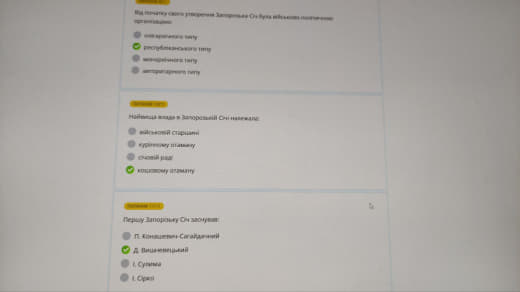 Від початку свого утворення Запорізька Січ була військово-політичною
організацією:
олігархічного типу
республіканського типу
монархічного типу
авторитарного типу
Найвища влада в Запорозькій Січі належала:
військовій старшині
курінному отаману
січовій раді
кошовому отаману
Першу Запорізьку Січ заснував:
П. Конашевич-Сагайдачний
Д. Вишневецький
І. Сулима
І. Сірко